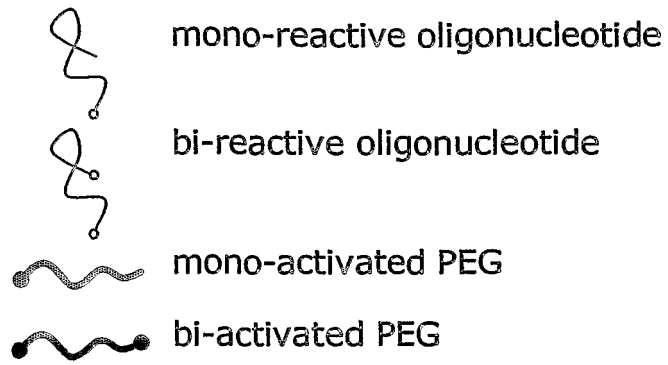 mono-reactive oligonucleotide
bi-reactive oligonucleotide
mono-activated PEG
bi-activated PEG